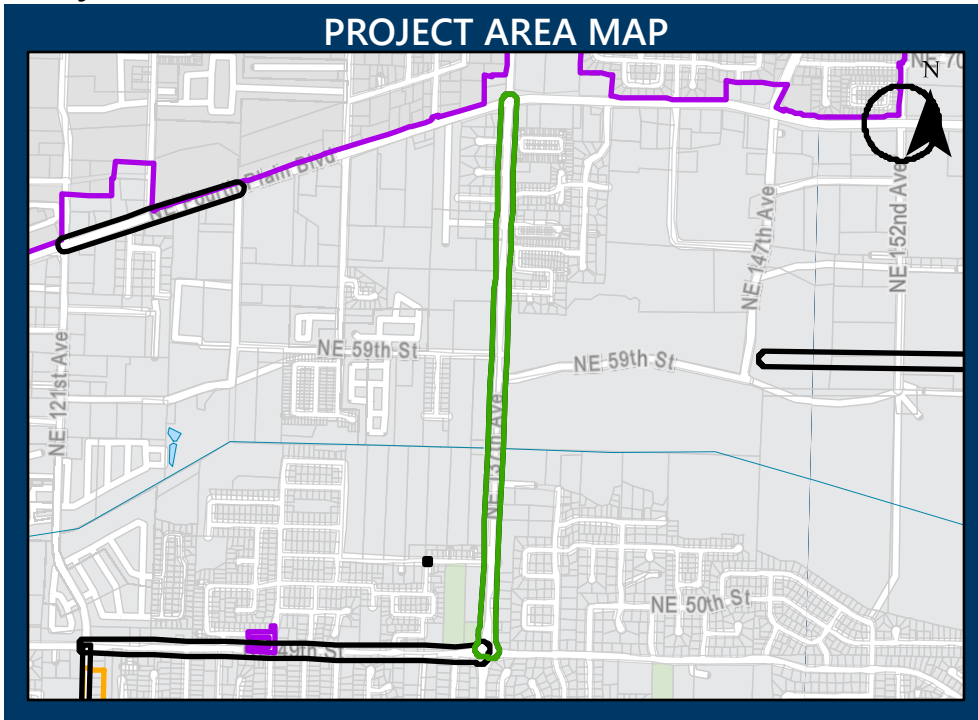 PROJECT AREA MAP
NE 70
N
NE Fourth Plain Blvd
NE 152nd Ave
NE 147th Ave
NE 121st Ave
NE 59th St
NE 59th St
NE 137th Ave
NE 50th St
49th St